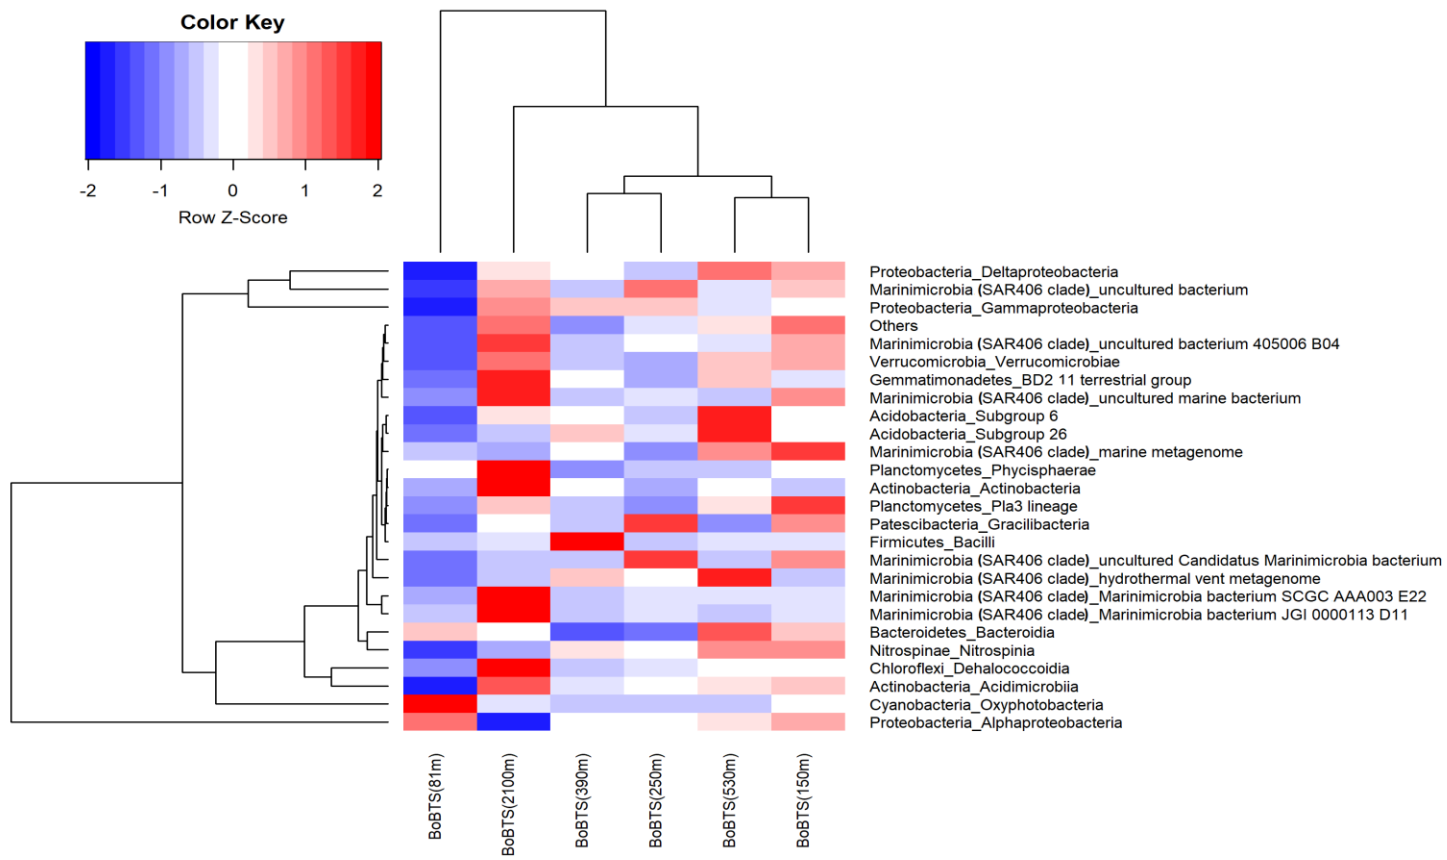 Color Key
-2 -1 0 1 2
Row Z-Score
Proteobacteria_Deltaproteobacteria
Marinimicrobia (SAR406 clade)_uncultured bacterium
Proteobacteria_Gammaproteobacteria
Others
Marinimicrobia (SAR406 clade)_uncultured bacterium 405006 B04
Verrucomicrobia_Verrucomicrobiae
Gemmatimonadetes_BD2 11 terrestrial group
Marinimicrobia (SAR406 clade)_uncultured marine bacterium
Acidobacteria_Subgroup 6
Acidobacteria_Subgroup 26
Marinimicrobia (SAR406 clade)_marine metagenome
Planctomycetes_Phycisphaerae
Actinobacteria_Actinobacteria
Planctomycetes_Pla3 lineage
Patescibacteria_Gracilibacteria
Firmicutes_Bacilli
Marinimicrobia (SAR406 clade)_uncultured Candidatus Marinimicrobia bacterium
Marinimicrobia (SAR406 clade)_hydrothermal vent metagenome
Marinimicrobia (SAR406 clade)_Marinimicrobia bacterium SCGC AAA003 E22
Marinimicrobia (SAR406 clade)_Marinimicrobia bacterium JGI 0000113 D11
Bacteroidetes_Bacteroidia
Nitrospinae_Nitrospinia
Chloroflexi_Dehalococcoidia
Actinobacteria_Acidimicrobiia
Cyanobacteria_Oxyphotobacteria
Proteobacteria_Alphaproteobacteria
BoBTS(81m)
BoBTS(2100m)
BoBTS(390m)
BoBTS(250m)
BoBTS(530m)
BoBTS(150m)